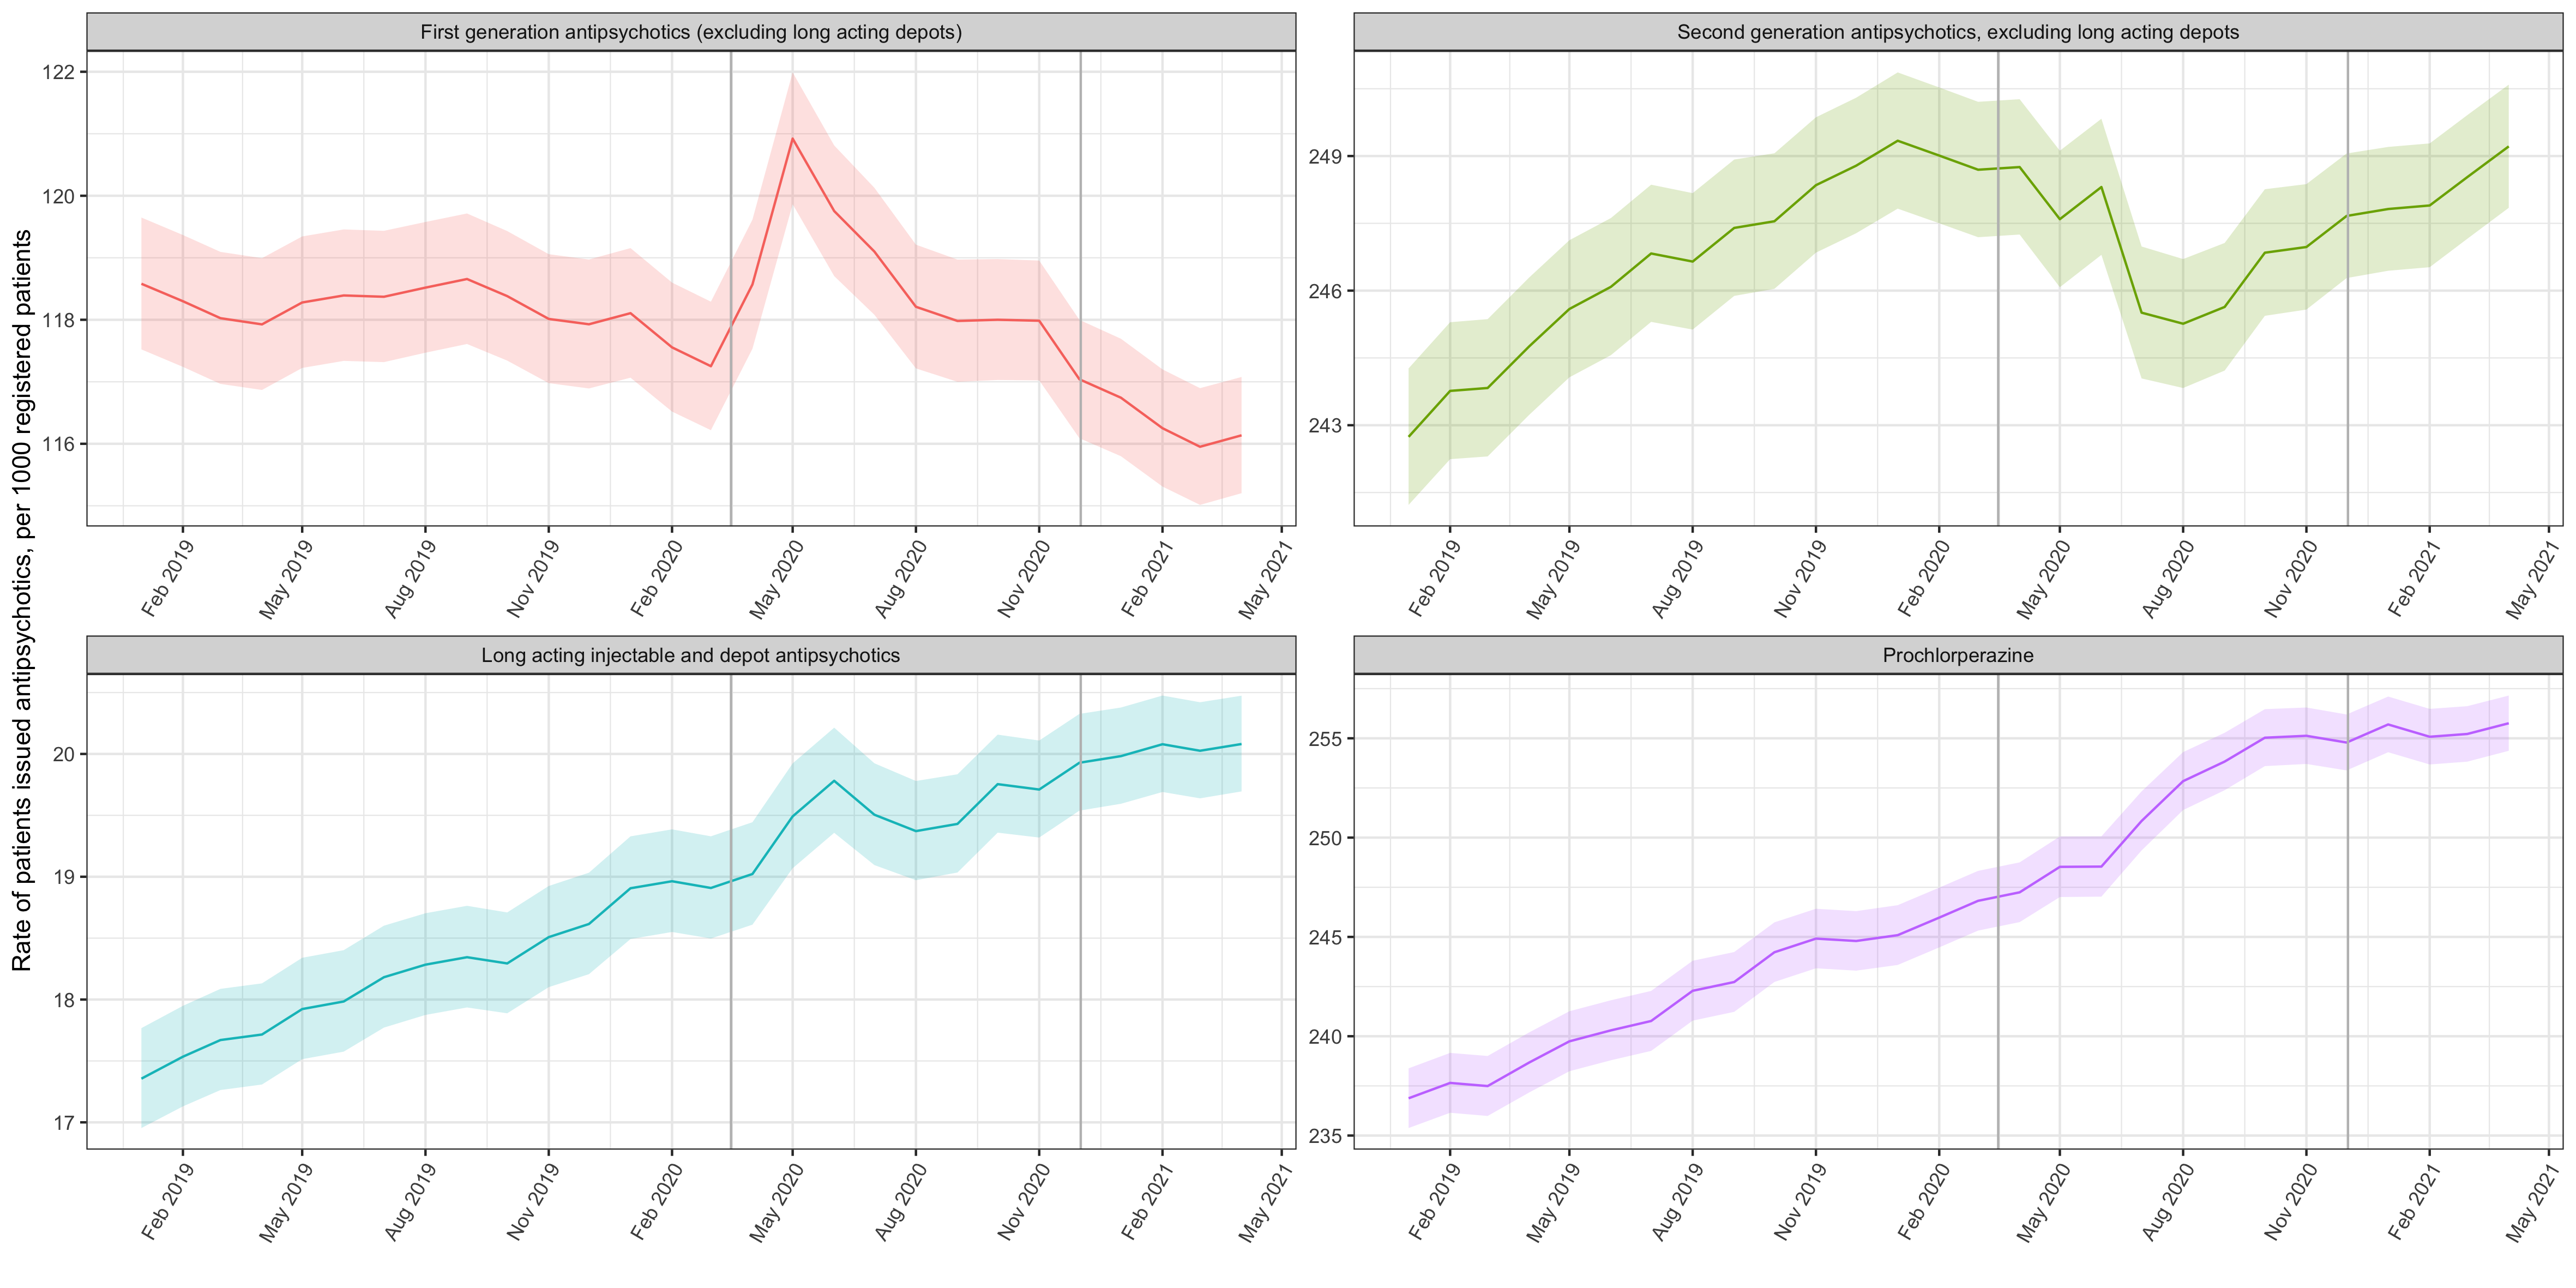 Rate of patients issued antipsychotics, per 1000 registered patients
First generation antipsychotics (excluding long acting depots)
122
120
118
116
Feb 2019
May 2019
Aug 2019
Nov 2019
Feb 2020
May 2020
Aug 2020
Nov 2020
Feb 2021
May 2021
Second generation antipsychotics, excluding long acting depots
249
246
243
Feb 2019
May 2019
Aug 2019
Nov 2019
Feb 2020
May 2020
Aug 2020
Nov 2020
Feb 2021
May 2021
Long acting injectable and depot antipsychotics
20
19
18
17
Feb 2019
May 2019
Aug 2019
Nov 2019
Feb 2020
May 2020
Aug 2020
Nov 2020
Feb 2021
May 2021
Prochlorperazine
255
250
245
240
235
Feb 2019
May 2019
Aug 2019
Nov 2019
Feb 2020
May 2020
Aug 2020
Nov 2020
Feb 2021
May 2021